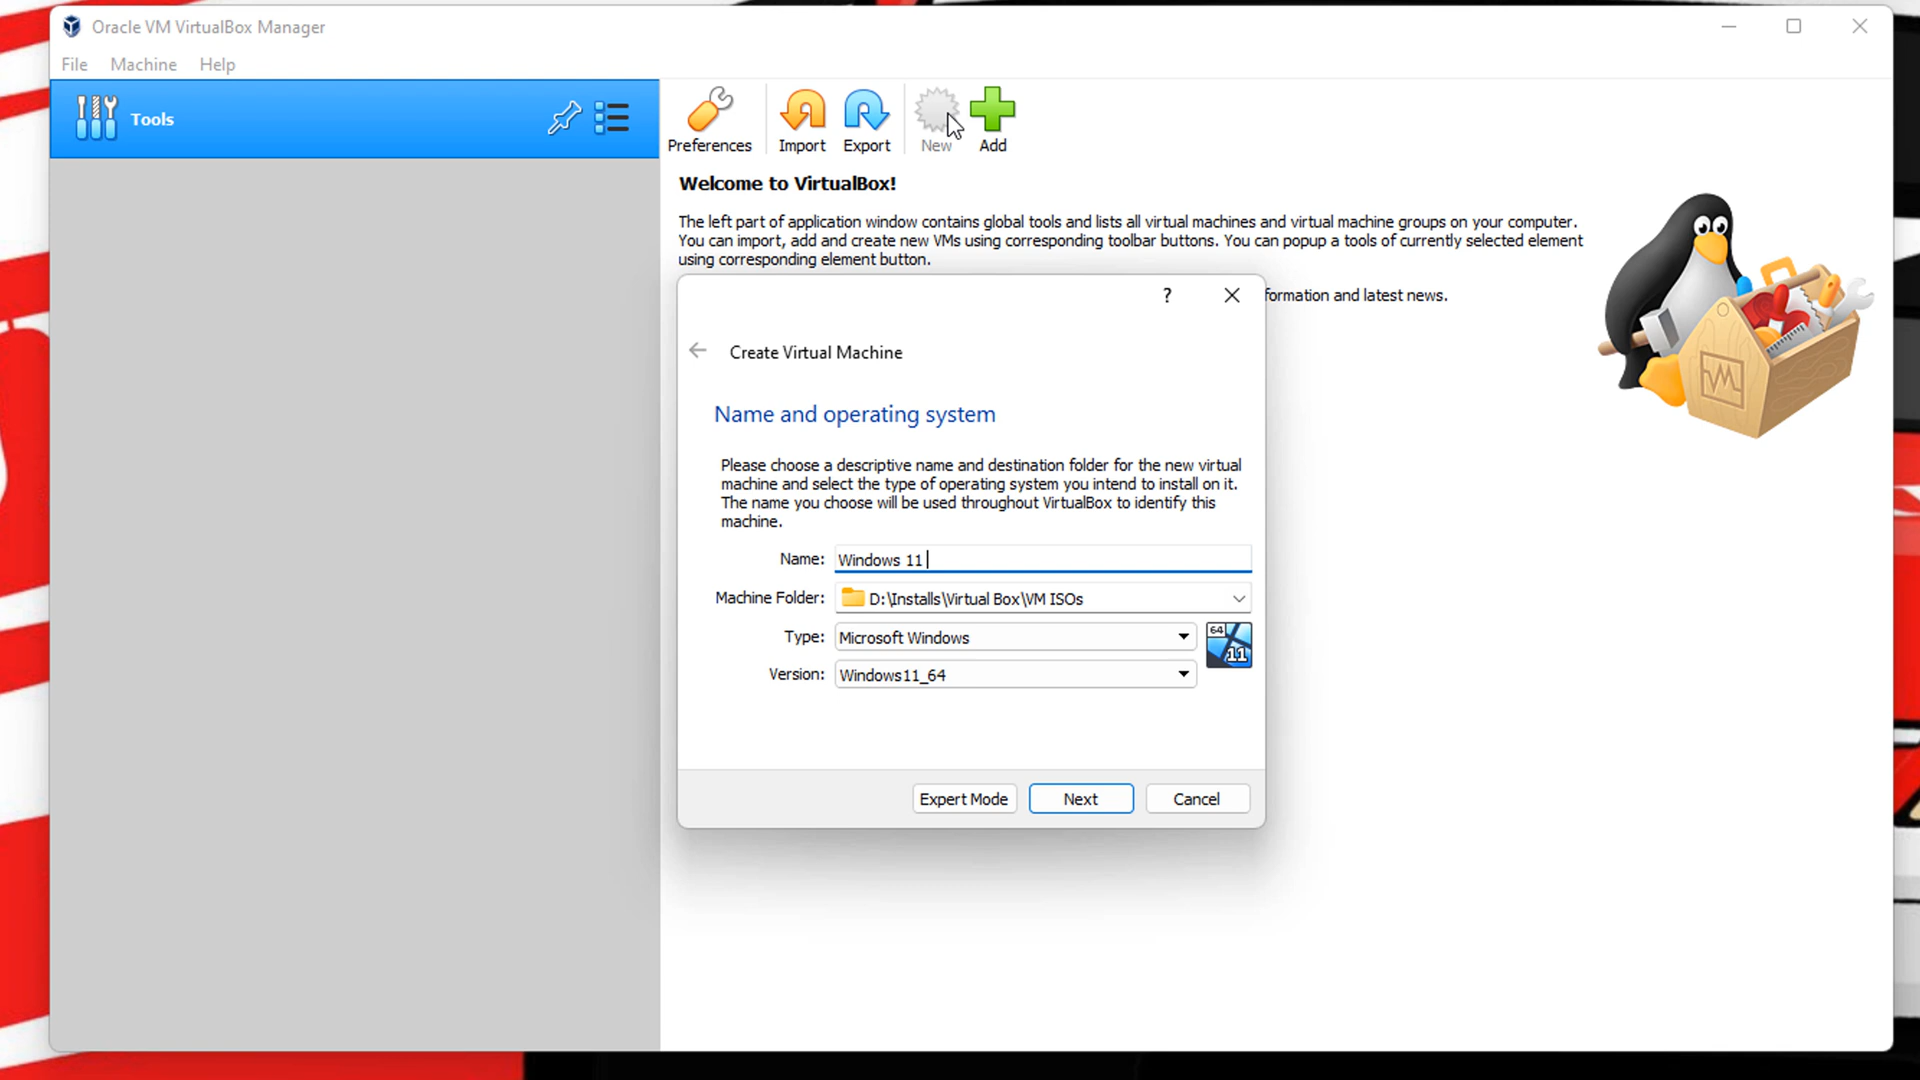 Oracle VM VirtualBox Manager
File Machine Help
Tools
Preferences Import Export New Add
Welcome to VirtualBox!
The left part of application window contains global tools and lists all virtual machines and virtual machine groups on your computer.
You can import, add and create new VMs using corresponding toolbar buttons. You can popup a tools of currently selected element
using corresponding element button.
formation and latest news.
?
Create Virtual Machine
Name and operating system
Please choose a descriptive name and destination folder for the new virtual
machine and select the type of operating system you intend to install on it.
The name you choose will be used throughout VirtualBox to identify this
machine.
Name: Windows 11
Machine Folder: D:\Installs\Virtual Box\VM ISOs
Type: Microsoft Windows
64
11
Version: Windows11_64
Expert Mode Next Cancel